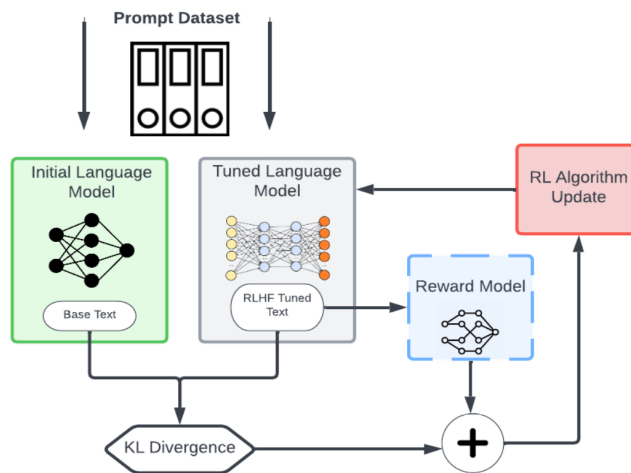 Prompt Dataset
Initial Language
Model
Tuned Language
Model
RL Algorithm
Update
Base Text
RLHF Tuned
Text
Reward Model
KL Divergence
+